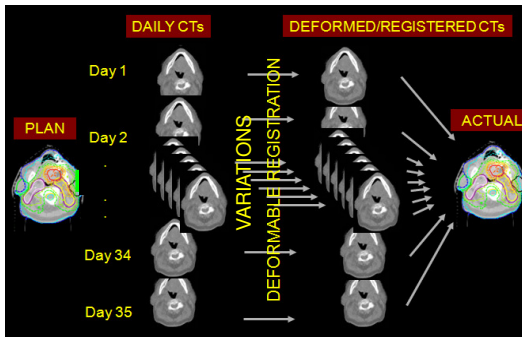 DAILY CTs
DEFORMED/REGISTERED CTs
Day 1
PLAN
Day 2
.
.
.
Day 34
Day 35
VARIATIONS
DEFORMABLE REGISTRATION
ACTUAL